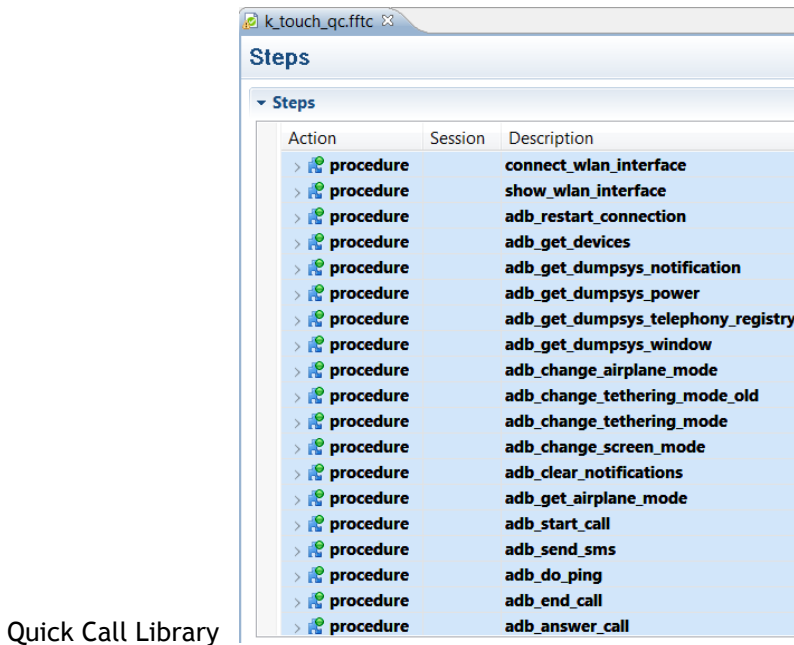 k_touch_qc.fftc
Steps
Steps
Action Session Description
procedure connect_wlan_interface
procedure show_wlan_interface
procedure adb_restart_connection
procedure adb_get_devices
procedure adb_get_dumpsys_notification
procedure adb_get_dumpsys_power
procedure adb_get_dumpsys_telephony_registry
procedure adb_get_dumpsys_window
procedure adb_change_airplane_mode
procedure adb_change_tethering_mode_old
procedure adb_change_tethering_mode
procedure adb_change_screen_mode
procedure adb_clear_notifications
procedure adb_get_airplane_mode
procedure adb_start_call
procedure adb_send_sms
procedure adb_do_ping
procedure adb_end_call
procedure adb_answer_call
Quick Call Library